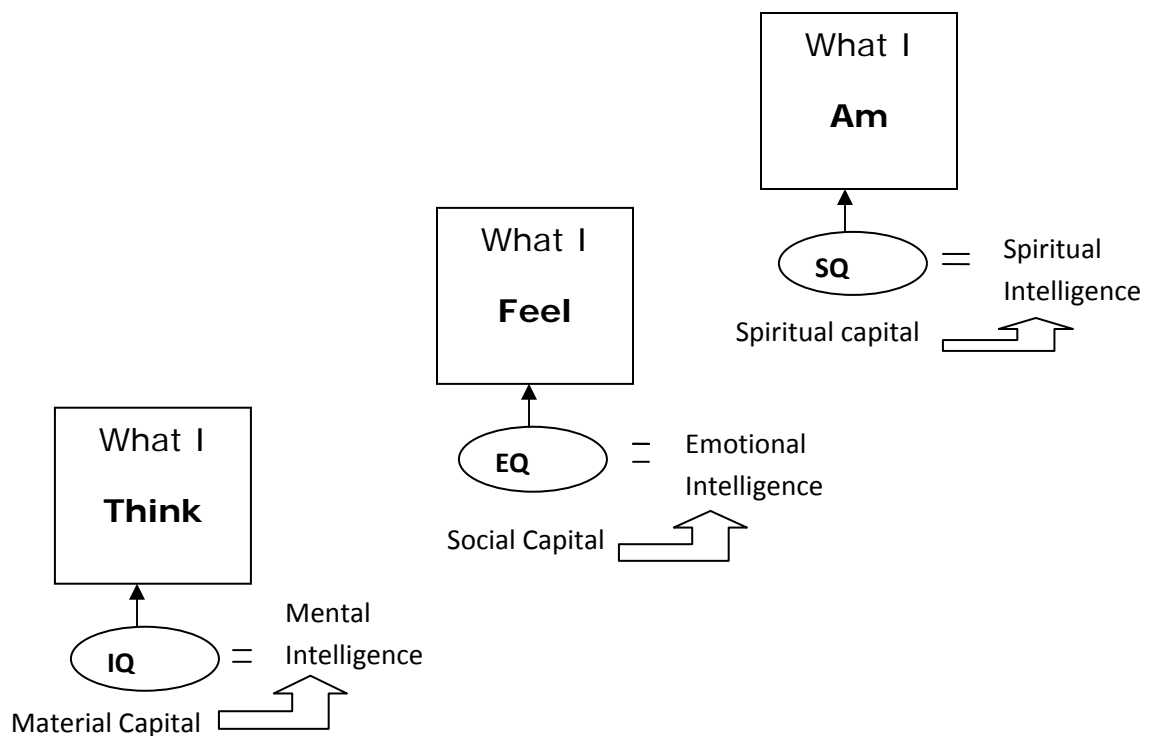 What I
Am
SQ
=
Spiritual
Intelligence
Spiritual capital
What I
Feel
EQ
=
Emotional
Intelligence
Social Capital
What I
Think
IQ
=
Mental
Intelligence
Material Capital